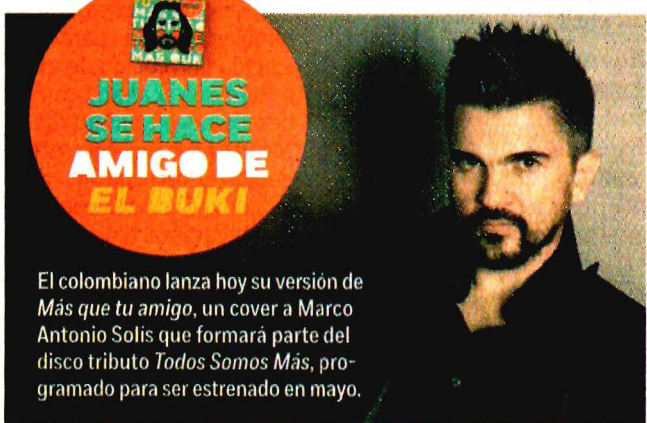 MAS QUE
JUANES
SE HACE
AMIGO DE
EL BUKI
El colombiano lanza hoy su versión de
Más que tu amigo, un cover a Marco
Antonio Solis que formará parte del
disco tributo Todos Somos Más, pro-
gramado para ser estrenado en mayo.